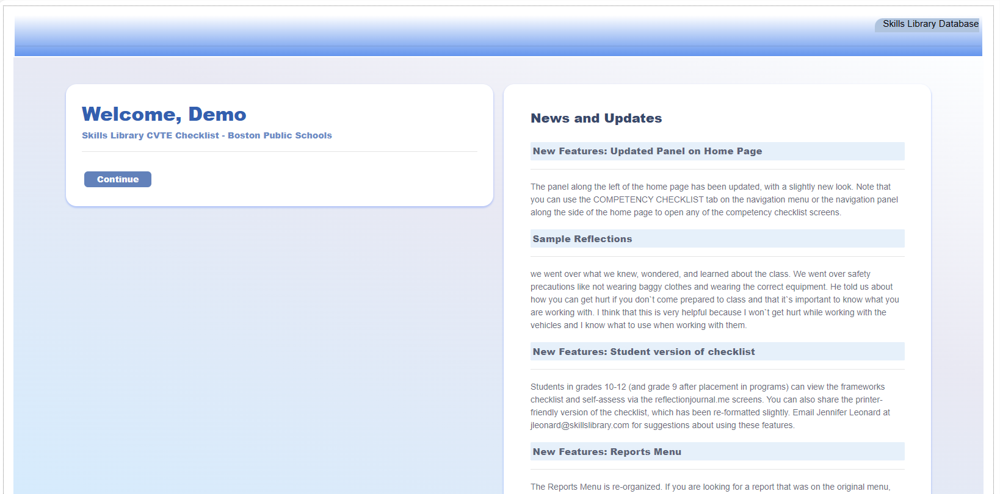 Skills Library Database
Welcome, Demo
Skills Library CVTE Checklist - Boston Public Schools
Continue
News and Updates
New Features: Updated Panel on Home Page
The panel along the left of the home page has been updated, with a slightly new look. Note that
you can use the COMPETENCY CHECKLIST tab on the navigation menu or the navigation panel
along the side of the home page to open any of the competency checklist screens.
Sample Reflections
we went over what we knew, wondered, and learned about the class. We went over safety
precautions like not wearing baggy clothes and wearing the correct equipment. He told us about
how you can get hurt if you don`t come prepared to class and that it`s important to know what you
are working with. I think that this is very helpful because I won`t get hurt while working with the
vehicles and I know what to use when working with them.
New Features: Student version of checklist
Students in grades 10-12 (and grade 9 after placement in programs) can view the frameworks
checklist and self-assess via the reflectionjournal.me screens. You can also share the printer-
friendly version of the checklist, which has been re-formatted slightly. Email Jennifer Leonard at
jleonard@skillslibrary.com for suggestions about using these features.
New Features: Reports Menu
The Reports Menu is re-organized. If you are looking for a report that was on the original menu,